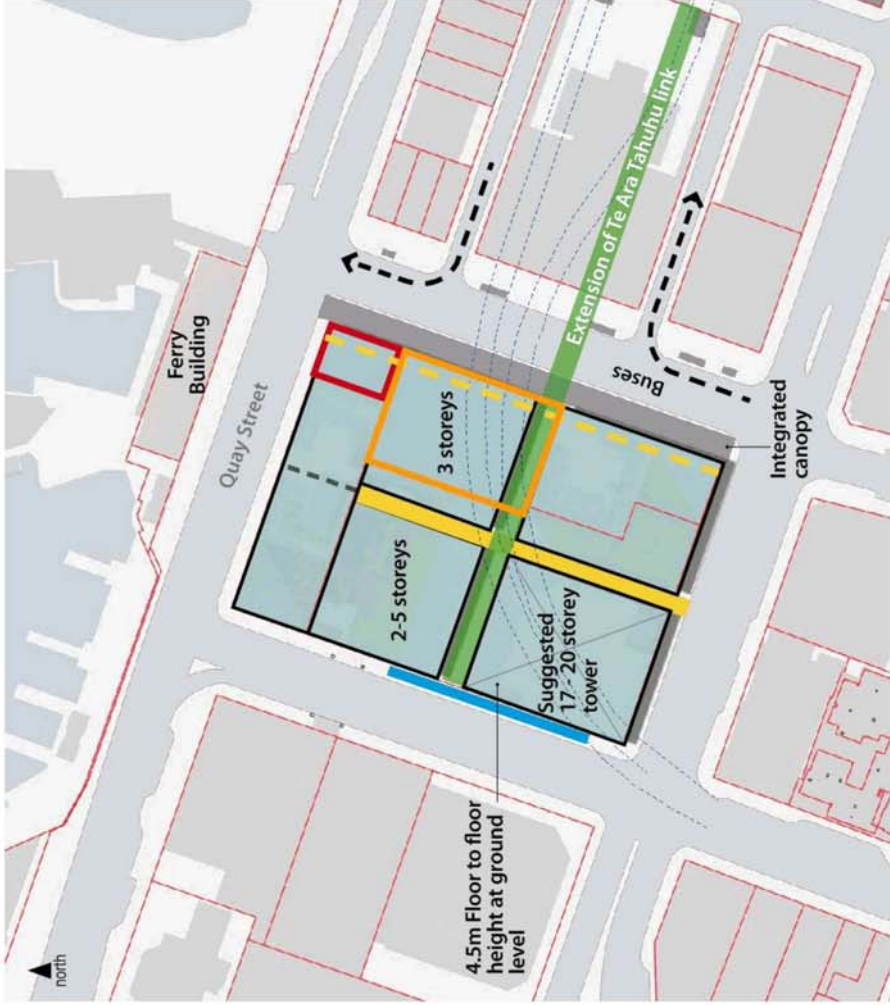 north
Quay Street
Ferry
Building
3 storeys
2-5 storeys
Extension of Te Ara Tahuhu link
Buses
Suggested
17 - 20 storey
tower
4.5m Floor to floor
height at ground
level
Integrated
canopy